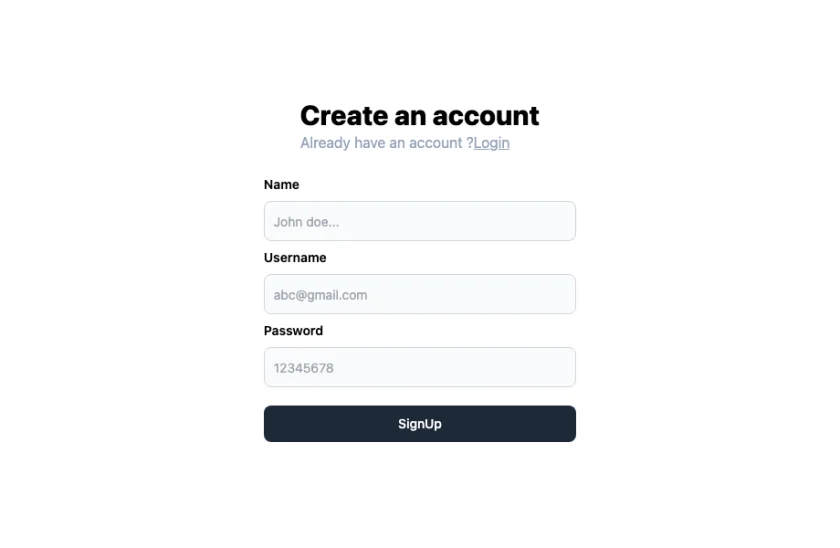 Create an account
Already have an account ?Login
Name
John doe...
Username
abc@gmail.com
Password
12345678
SignUp